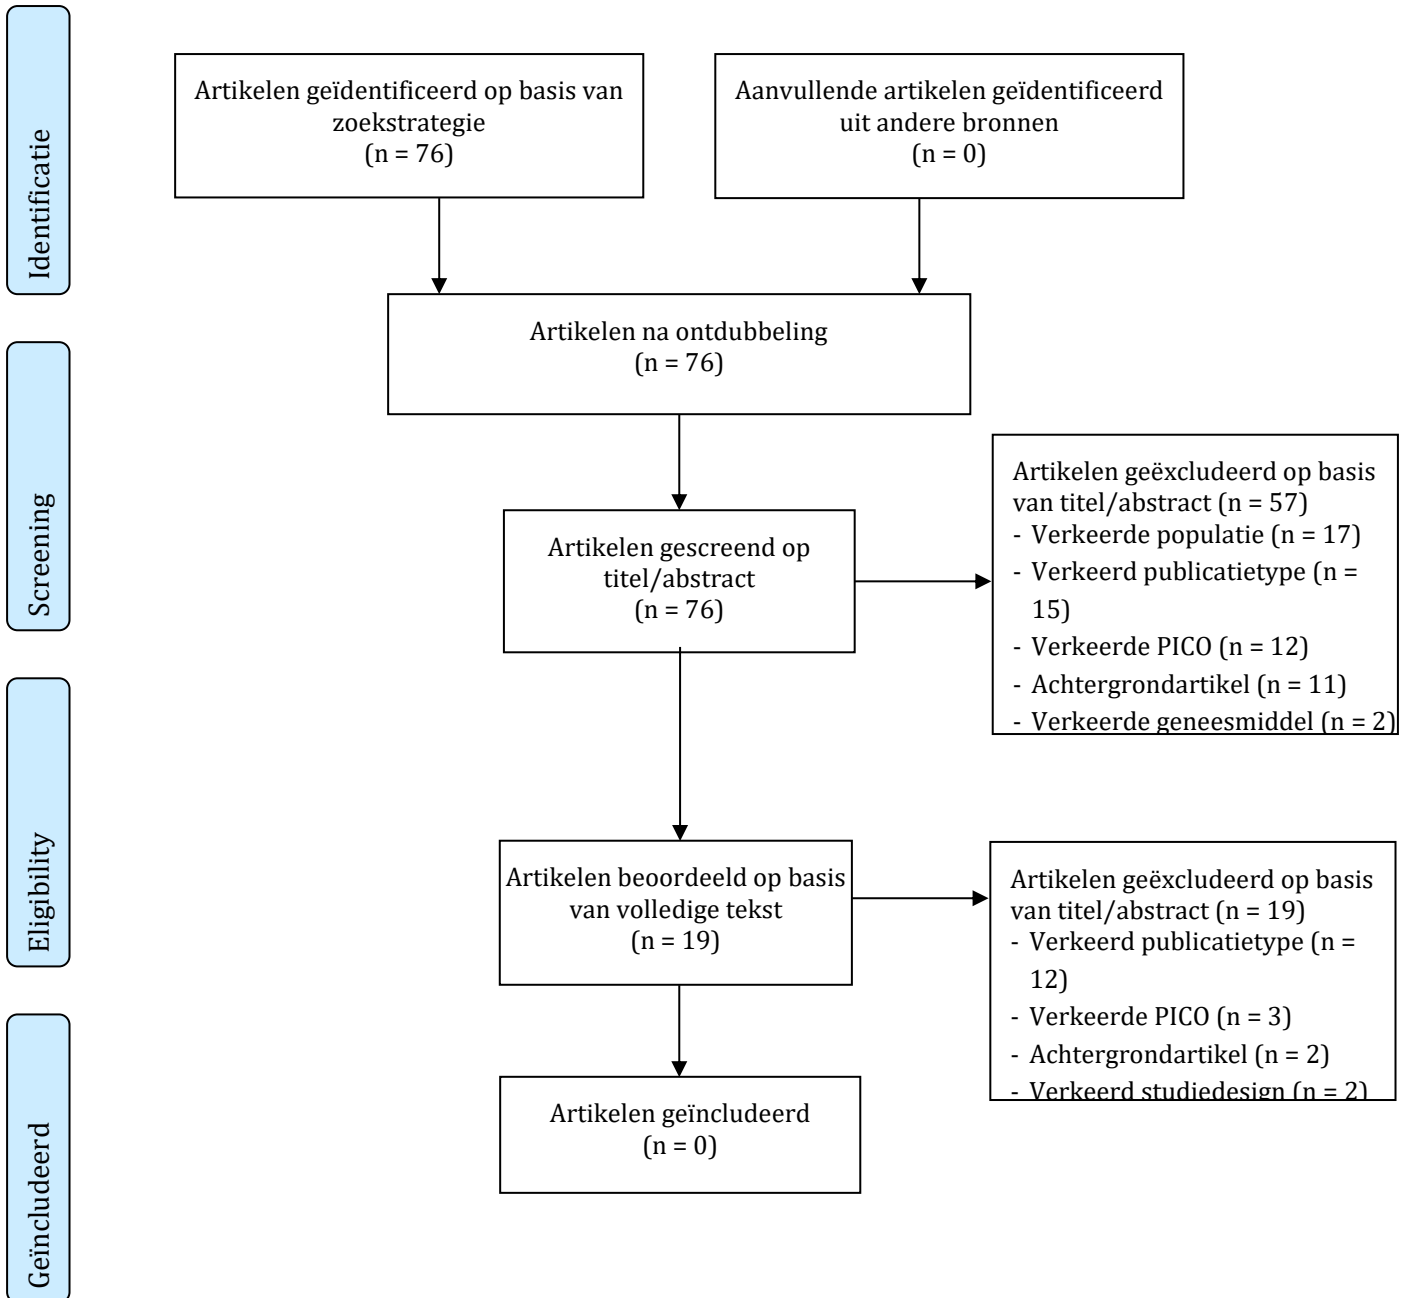 Identificatie
Artikelen geïdentificeerd op basis van
zoekstrategie
(n = 76)
Aanvullende artikelen geïdentificeerd
uit andere bronnen
(n = 0)
Screening
Artikelen na ontdubbeling
(n = 76)
Artikelen gescreend op
titel/abstract
(n = 76)
Artikelen geëxcludeerd op basis
van titel/abstract (n = 57)
- Verkeerde populatie (n = 17)
- Verkeerd publicatietype (n =
15)
- Verkeerde PICO (n = 12)
- Achtergrondartikel (n = 11)
- Verkeerde geneesmiddel (n = 2)
Eligibility
Artikelen beoordeeld op basis
van volledige tekst
(n = 19)
Artikelen geëxcludeerd op basis
van titel/abstract (n = 19)
- Verkeerd publicatietype (n =
12)
- Verkeerde PICO (n = 3)
- Achtergrondartikel (n = 2)
- Verkeerd studiedesign (n = 2)
Geïncludeerd
Artikelen geïncludeerd
(n = 0)